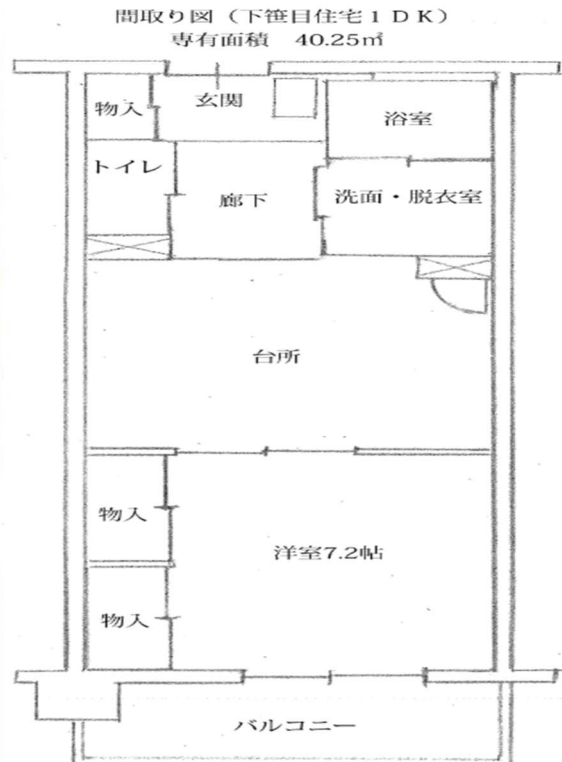 間取り図（下笹目住宅１ＤＫ）
専有面積　40.25㎡
物入
玄関
浴室
トイレ
廊下
洗面・脱衣室
台所
物入
洋室7.2帖
物入
バルコニー